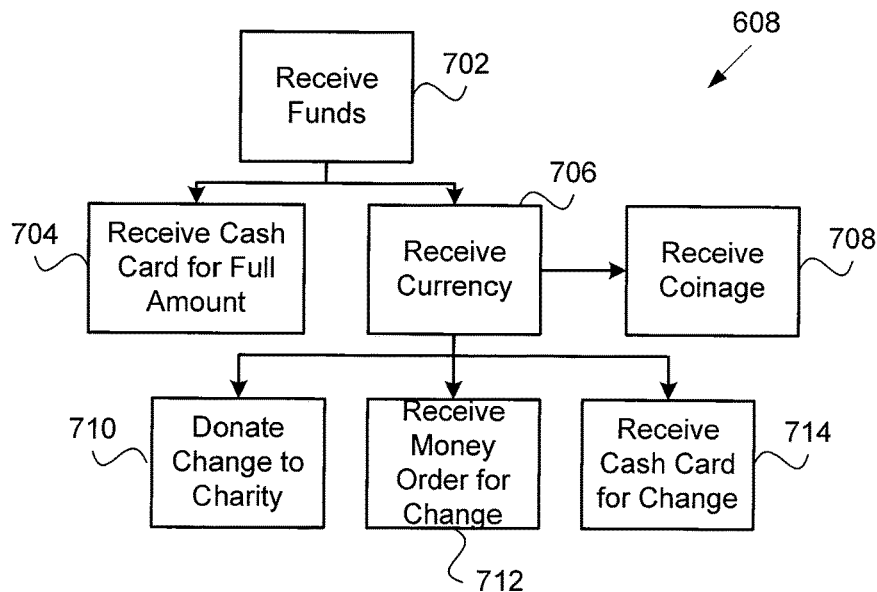 608
Receive
Funds
702
706
704
Receive Cash
Card for Full
Amount
Receive
Currency
Receive
Coinage
708
710
Donate
Change to
Charity
Receive
Money
Order for
Change
Receive
Cash Card
for Change
714
712